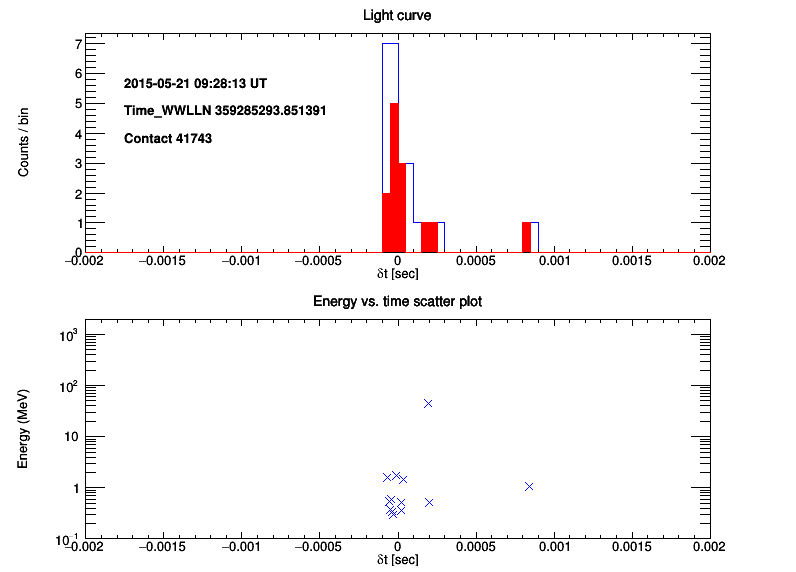 Light curve
Counts / bin
7
6
5
4
3
2
1
0
2015-05-21 09:28:13 UT
Time_WWLLN 359285293.851391
Contact 41743
−0.002 −0.0015 −0.001 −0.0005 0 0.0005 0.001 0.0015 0.002
δt [sec]
Energy vs. time scatter plot
Energy (MeV)
10³
10²
10
1
10⁻¹
−0.002 −0.0015 −0.001 −0.0005 0 0.0005 0.001 0.0015 0.002
δt [sec]